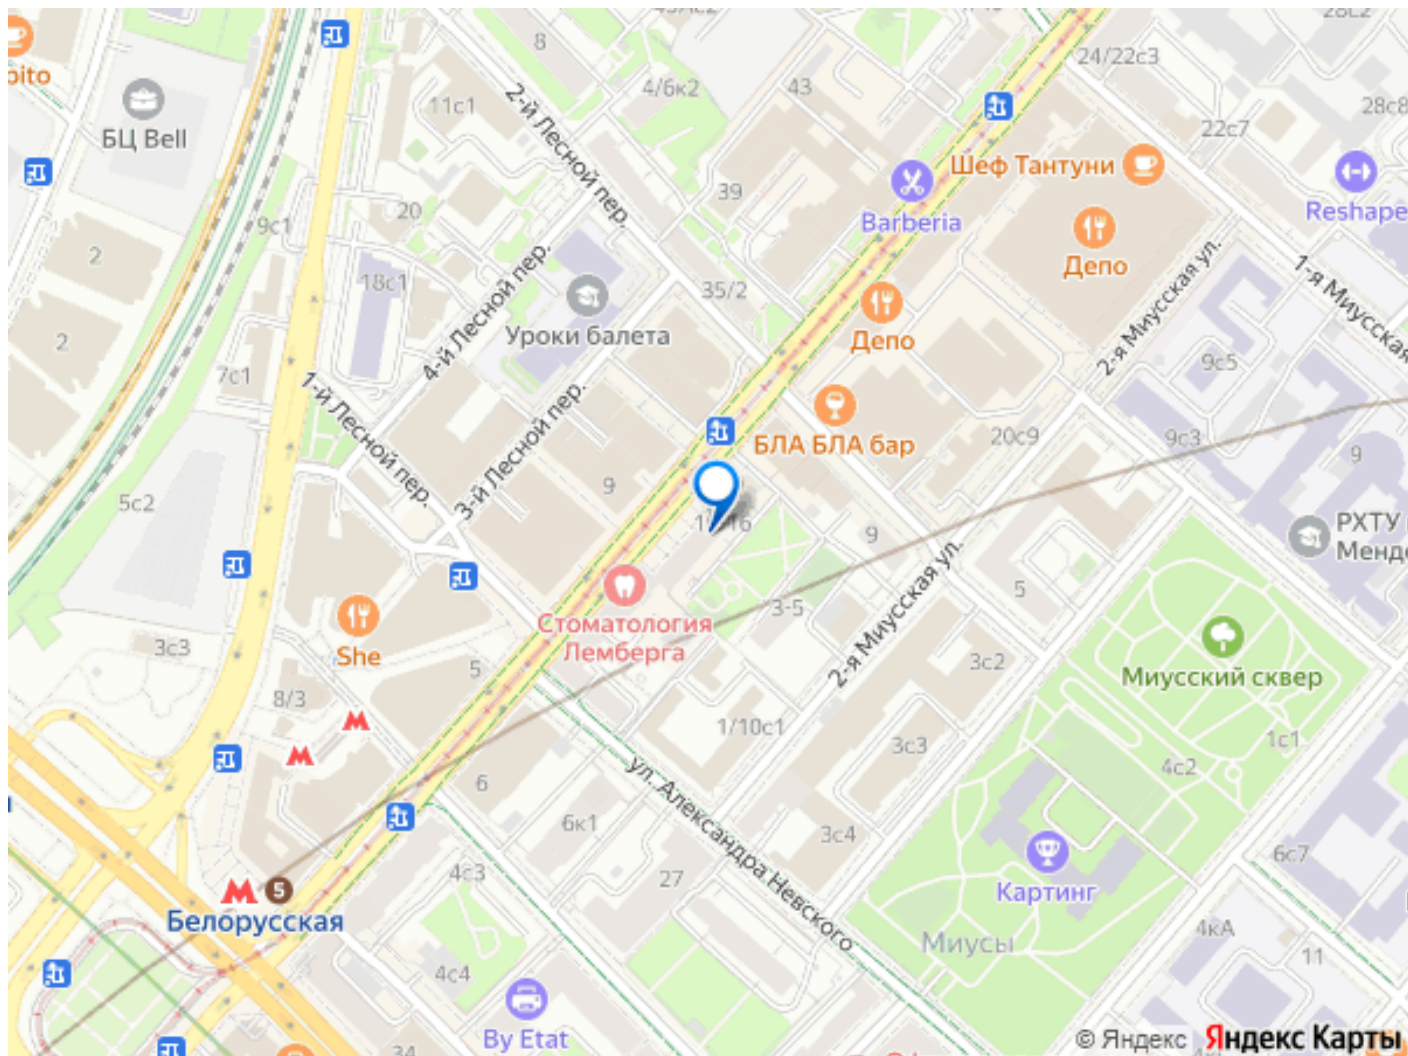 8
4/6к2
43
24/22с3
28с2
28с8
22с7
11с1
БЦ Bell
2-й Лесной пер.
39
Шеф Тантуни
Barberia
Reshape
Депо
9с1
20
2
18с1
4-й Лесной пер.
35/2
Уроки балета
Депо
2-я Миусская ул.
1-я Миусская
2
7с1
1-й Лесной пер.
3-й Лесной пер.
9с5
БЛА БЛА бар
20с9
9с3
9
9
5с2
9
РХТУ
Менде
Стоматология
Лемберга
3-5
2-я Миусская ул.
5
She
3с3
5
3с2
Миусский сквер
8/3
1/10с1
3с3
1с1
4с2
ул. Александра Невского
6
6к1
3с4
6с7
4с3
27
Картинг
5
Белорусская
Миусы
4кА
11
4с4
By Etat
34
© Яндекс Яндекс Карты